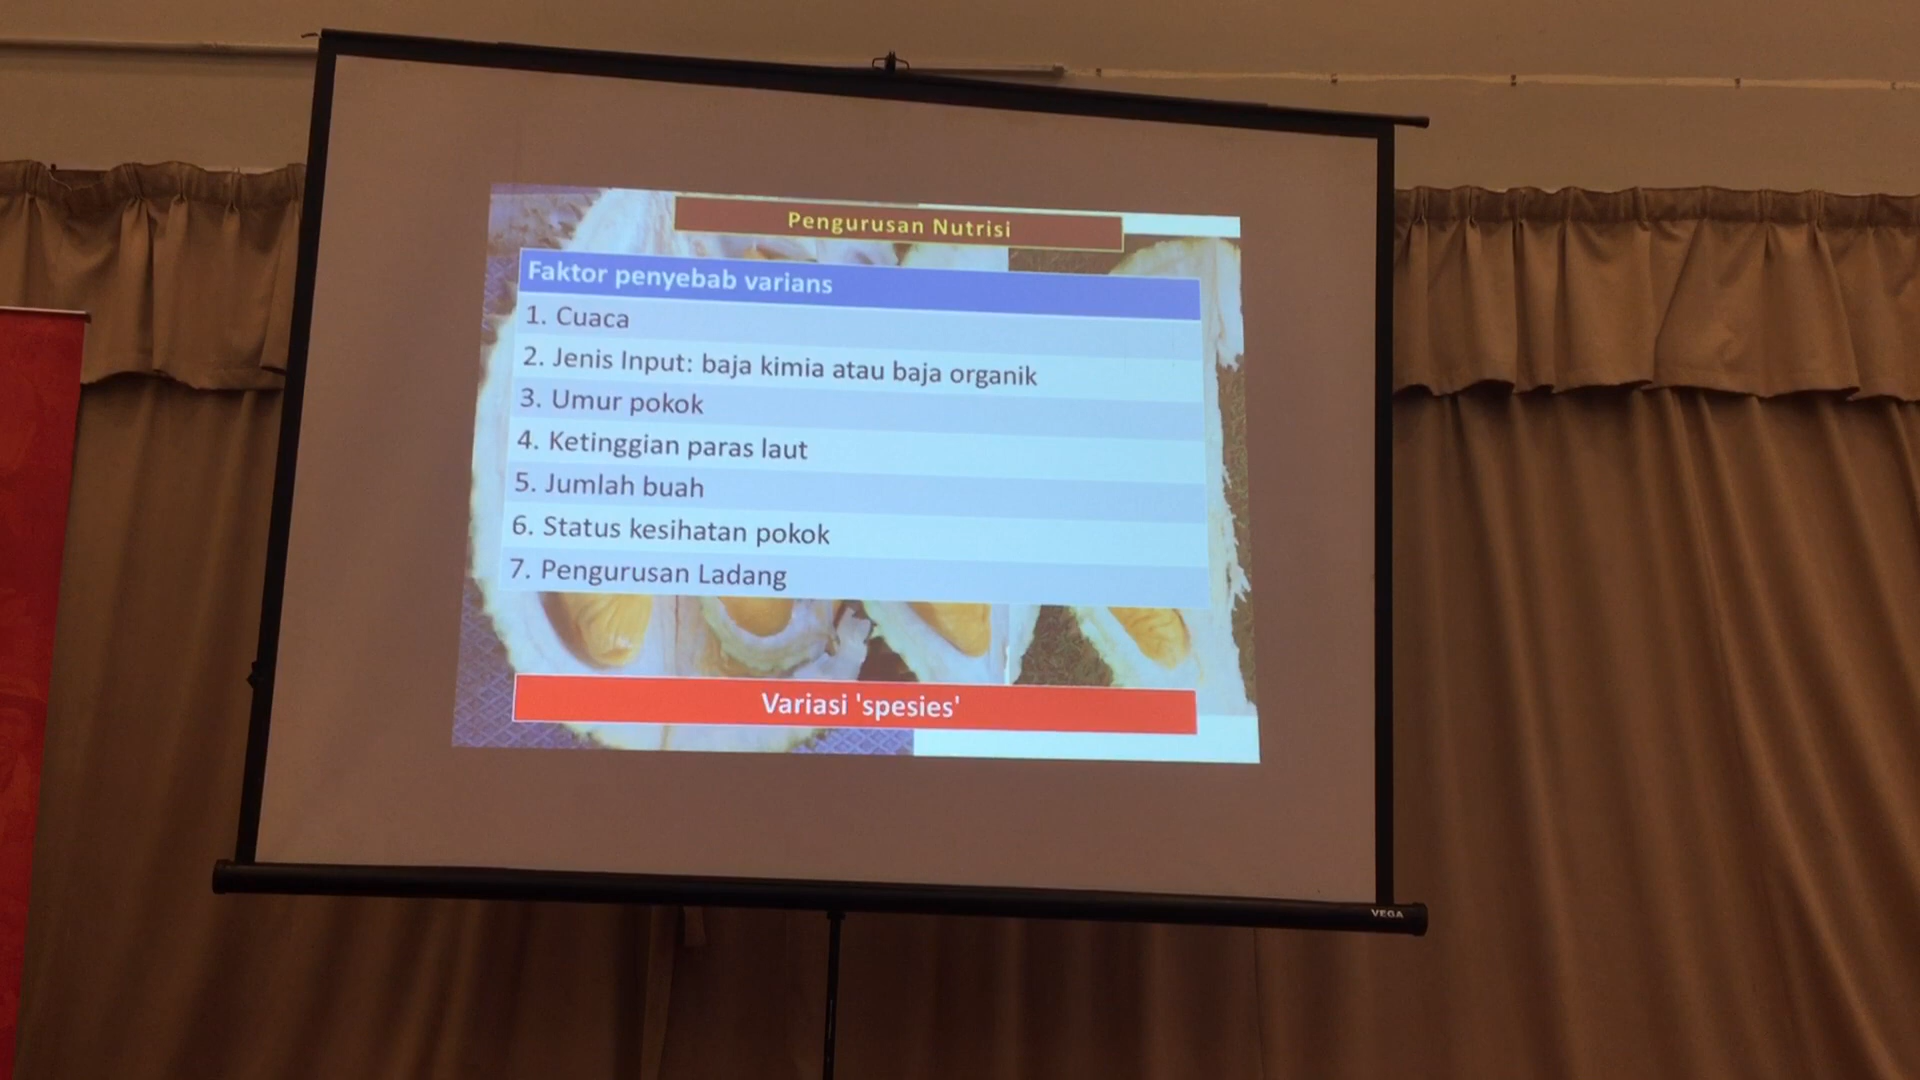 Pengurusan Nutrisi
Faktor penyebab varians
1. Cuaca
2. Jenis Input: baja kimia atau baja organik
3. Umur pokok
4. Ketinggian paras laut
5. Jumlah buah
6. Status kesihatan pokok
7. Pengurusan Ladang
Variasi 'spesies'
VEGA